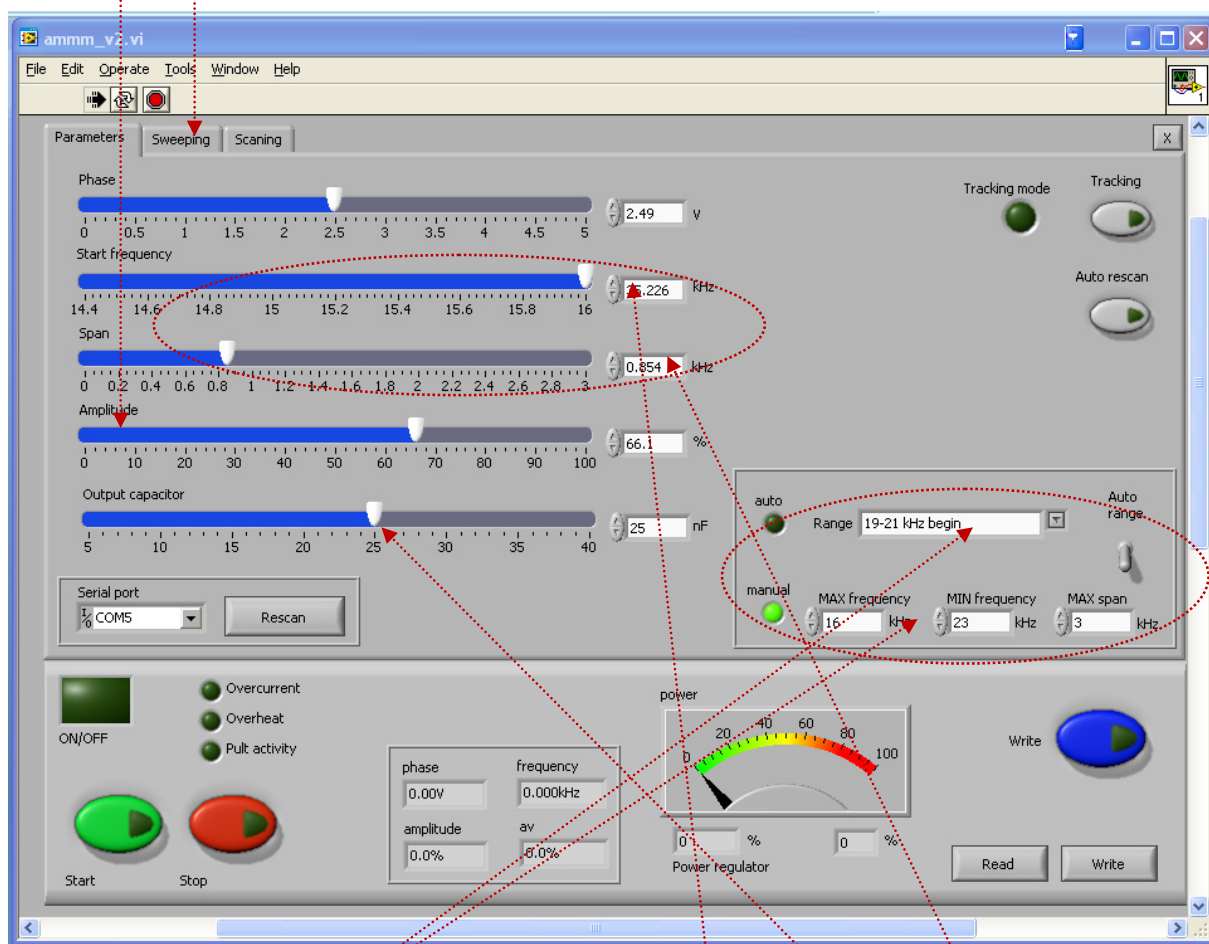 ammm_v2.vi
File Edit Operate Tools Window Help
1
Parameters Sweeping Scaning X
Phase
2.49 V
0 0.5 1 1.5 2 2.5 3 3.5 4 4.5 5
Tracking mode Tracking
Start frequency
kHz
14.4 14.6 14.8 15 15.2 15.4 15.6 15.8 16
Auto rescan
Span
0.854 kHz
0 0.2 0.4 0.6 0.8 1 1.2 1.4 1.6 1.8 2 2.2 2.4 2.6 2.8 3
Amplitude
66.1 %
0 10 20 30 40 50 60 70 80 90 100
Output capacitor
25 nF
5 10 15 20 25 30 35 40
auto Range 19-21 kHz begin Auto range
manual MAX frequency MIN frequency MAX span
16 kHz 23 kHz 3 kHz
Serial port
I/O COM5 Rescan
ON/OFF
Overcurrent
Overheat
Pult activity
phase frequency
0.00V 0.000kHz
amplitude av
0.0% 0.0%
power
0 20 40 60 80 100
0 % 0 %
Power regulator
Write
Start Stop
Read Write